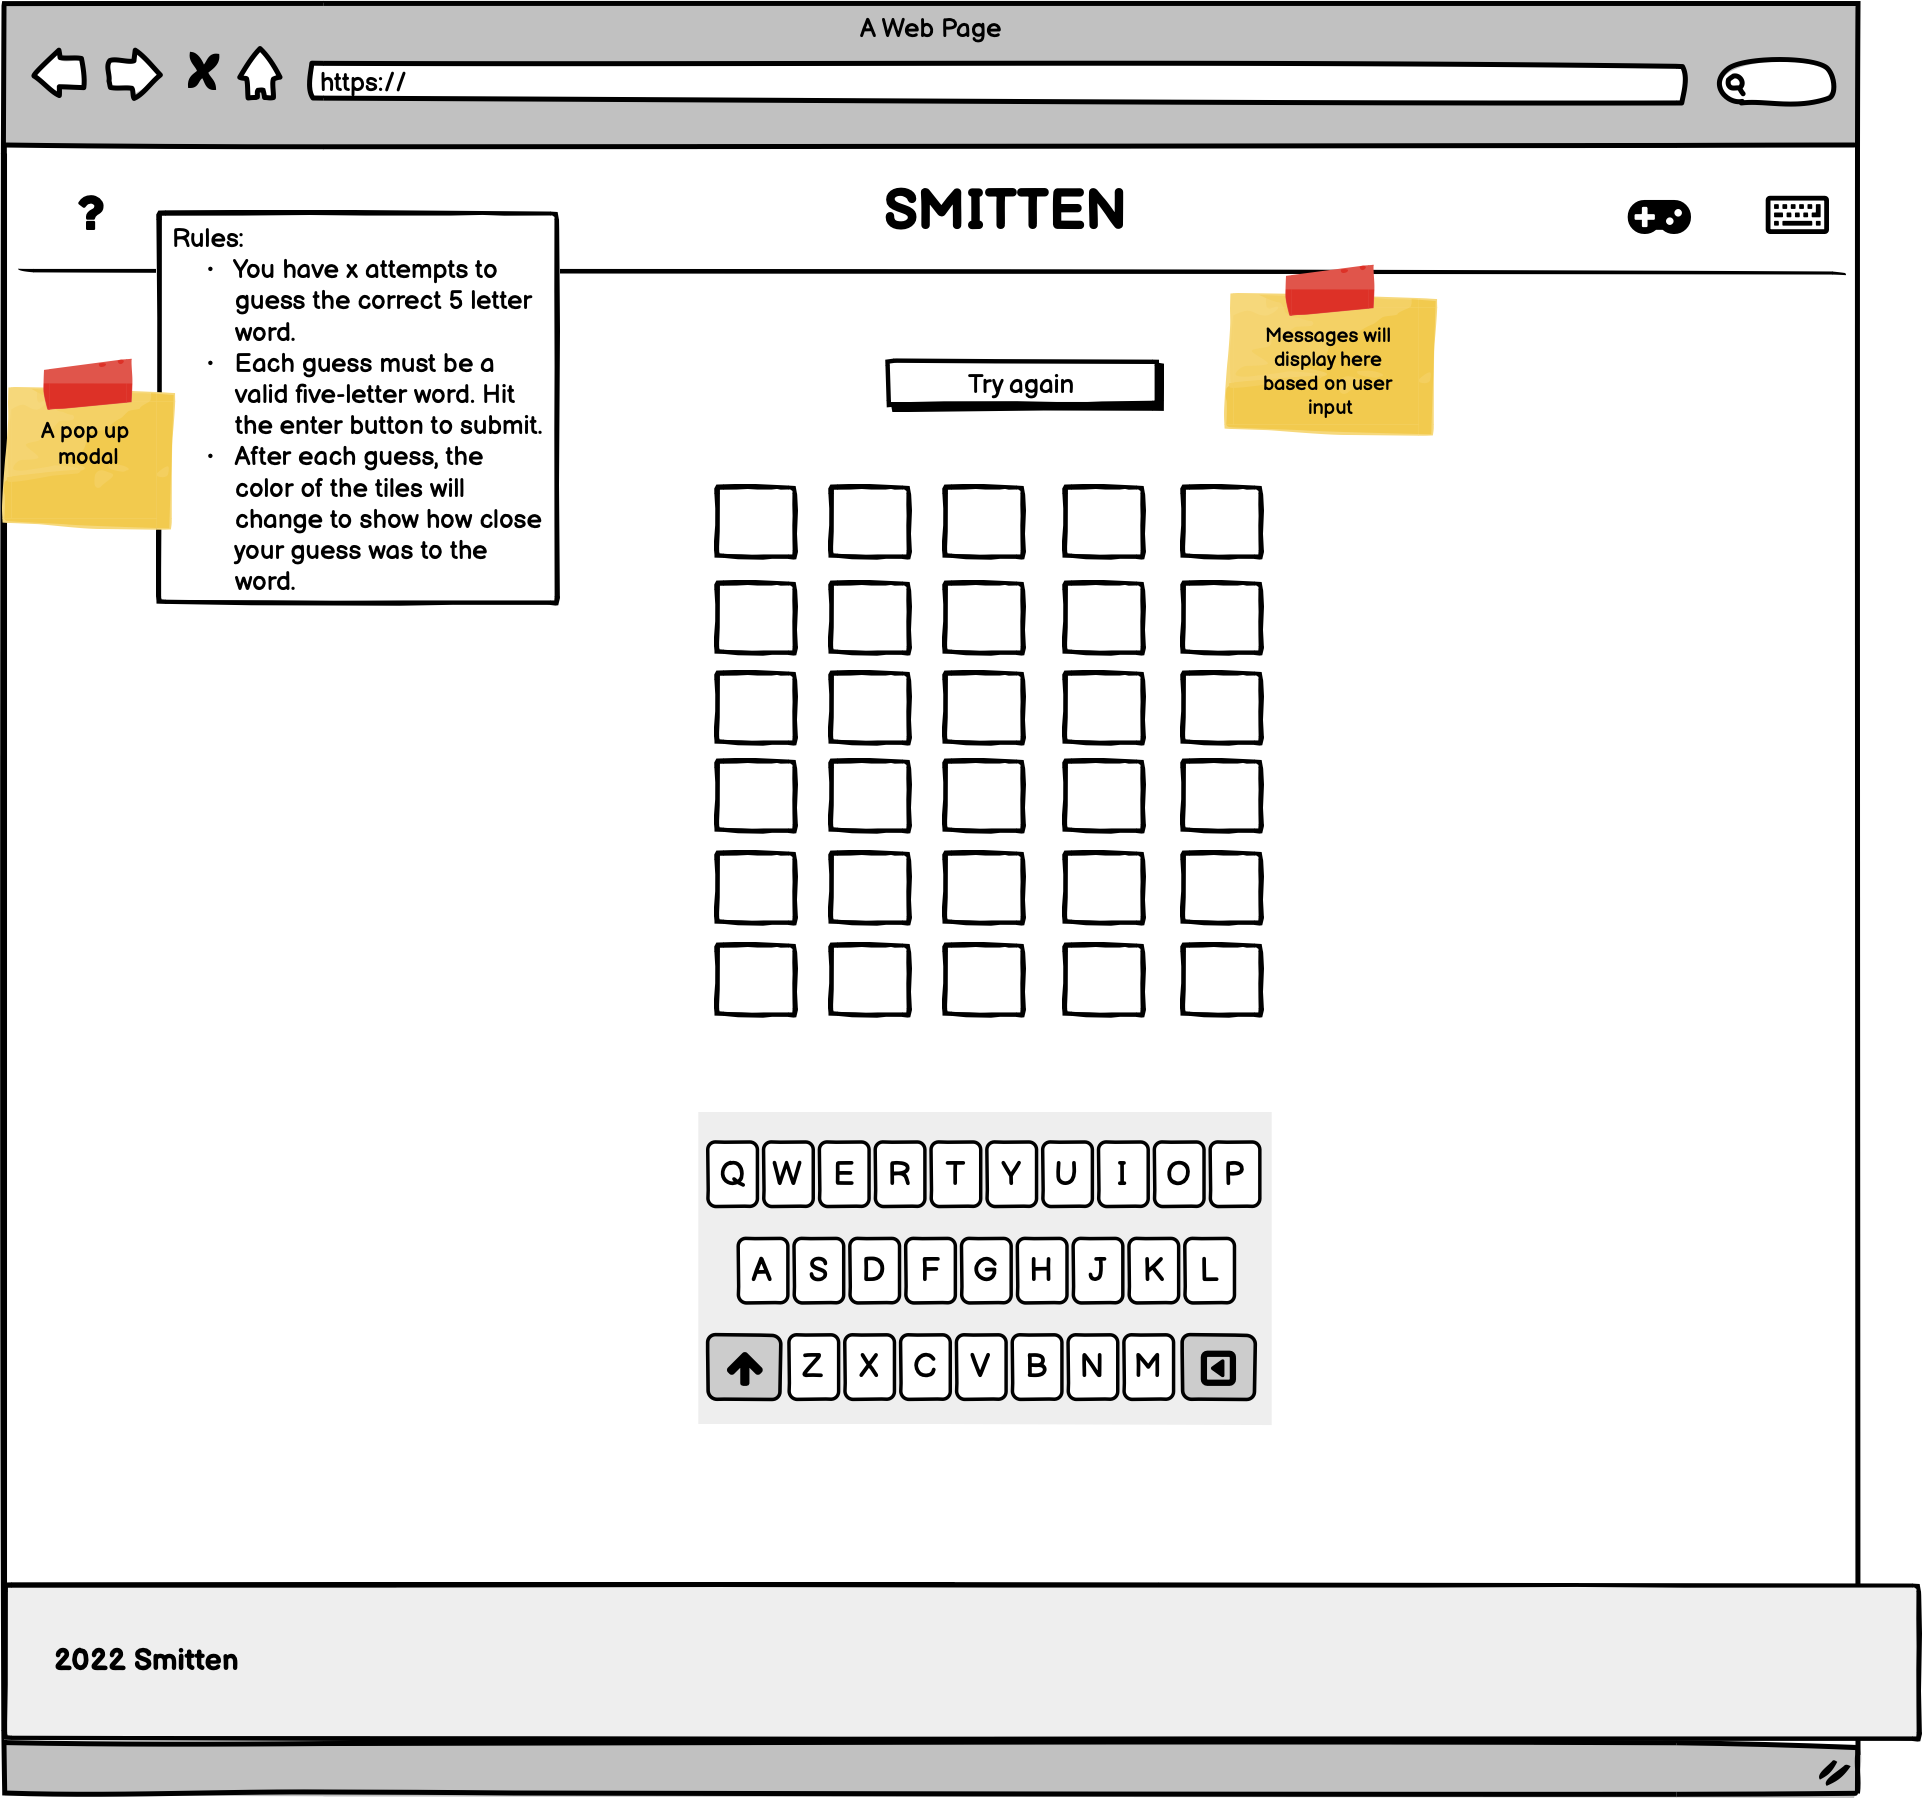 A Web Page
https://
?
SMITTEN
Rules:
• You have x attempts to
guess the correct 5 letter
word.
• Each guess must be a
valid five-letter word. Hit
the enter button to submit.
• After each guess, the
color of the tiles will
change to show how close
your guess was to the
word.
A pop up
modal
Try again
Messages will
display here
based on user
input
Q W E R T Y U I O P
A S D F G H J K L
Z X C V B N M
2022 Smitten